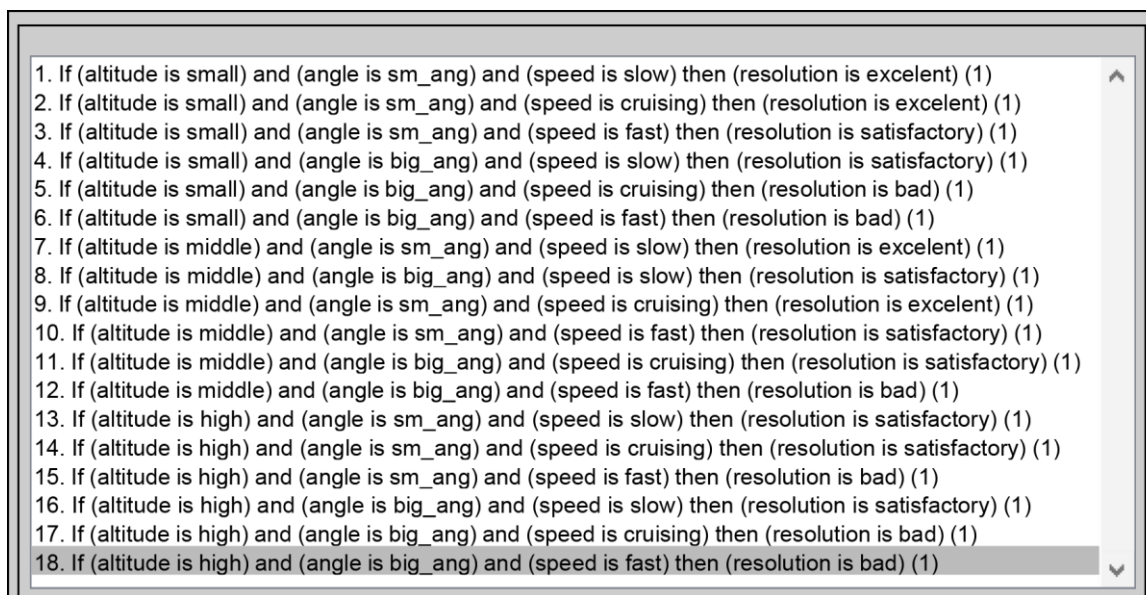 1. If (altitude is small) and (angle is sm_ang) and (speed is slow) then (resolution is excelent) (1)
2. If (altitude is small) and (angle is sm_ang) and (speed is cruising) then (resolution is excelent) (1)
3. If (altitude is small) and (angle is sm_ang) and (speed is fast) then (resolution is satisfactory) (1)
4. If (altitude is small) and (angle is big_ang) and (speed is slow) then (resolution is satisfactory) (1)
5. If (altitude is small) and (angle is big_ang) and (speed is cruising) then (resolution is bad) (1)
6. If (altitude is small) and (angle is big_ang) and (speed is fast) then (resolution is bad) (1)
7. If (altitude is middle) and (angle is sm_ang) and (speed is slow) then (resolution is excelent) (1)
8. If (altitude is middle) and (angle is big_ang) and (speed is slow) then (resolution is satisfactory) (1)
9. If (altitude is middle) and (angle is sm_ang) and (speed is cruising) then (resolution is excelent) (1)
10. If (altitude is middle) and (angle is sm_ang) and (speed is fast) then (resolution is satisfactory) (1)
11. If (altitude is middle) and (angle is big_ang) and (speed is cruising) then (resolution is satisfactory) (1)
12. If (altitude is middle) and (angle is big_ang) and (speed is fast) then (resolution is bad) (1)
13. If (altitude is high) and (angle is sm_ang) and (speed is slow) then (resolution is satisfactory) (1)
14. If (altitude is high) and (angle is sm_ang) and (speed is cruising) then (resolution is satisfactory) (1)
15. If (altitude is high) and (angle is sm_ang) and (speed is fast) then (resolution is bad) (1)
16. If (altitude is high) and (angle is big_ang) and (speed is slow) then (resolution is satisfactory) (1)
17. If (altitude is high) and (angle is big_ang) and (speed is cruising) then (resolution is bad) (1)
18. If (altitude is high) and (angle is big_ang) and (speed is fast) then (resolution is bad) (1)